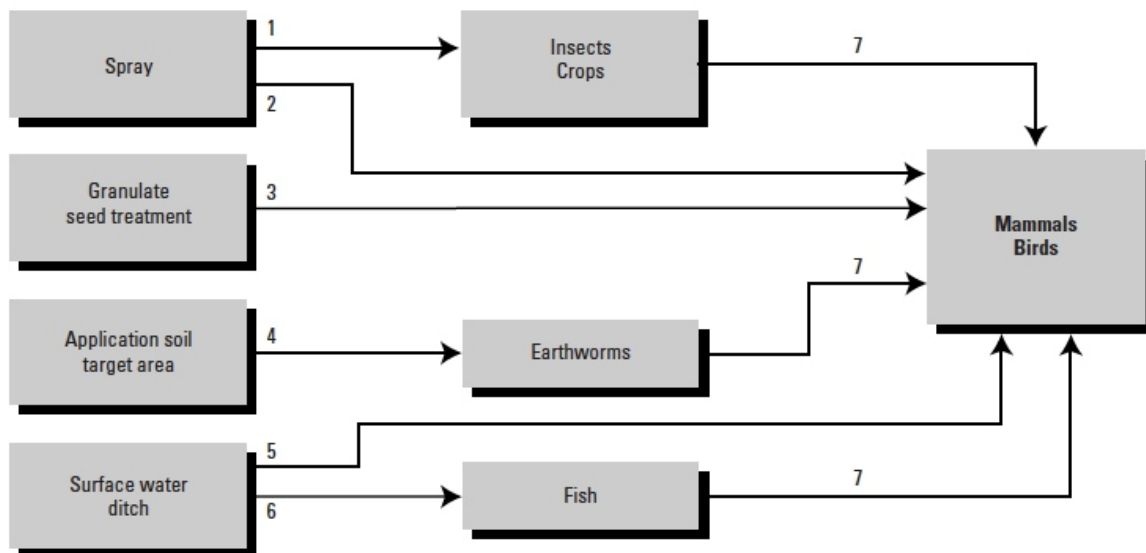 1
Spray
2
Insects
Crops
7
Granulate
seed treatment
3
Mammals
Birds
Application soil
target area
4
Earthworms
7
Surface water
ditch
5
6
Fish
7